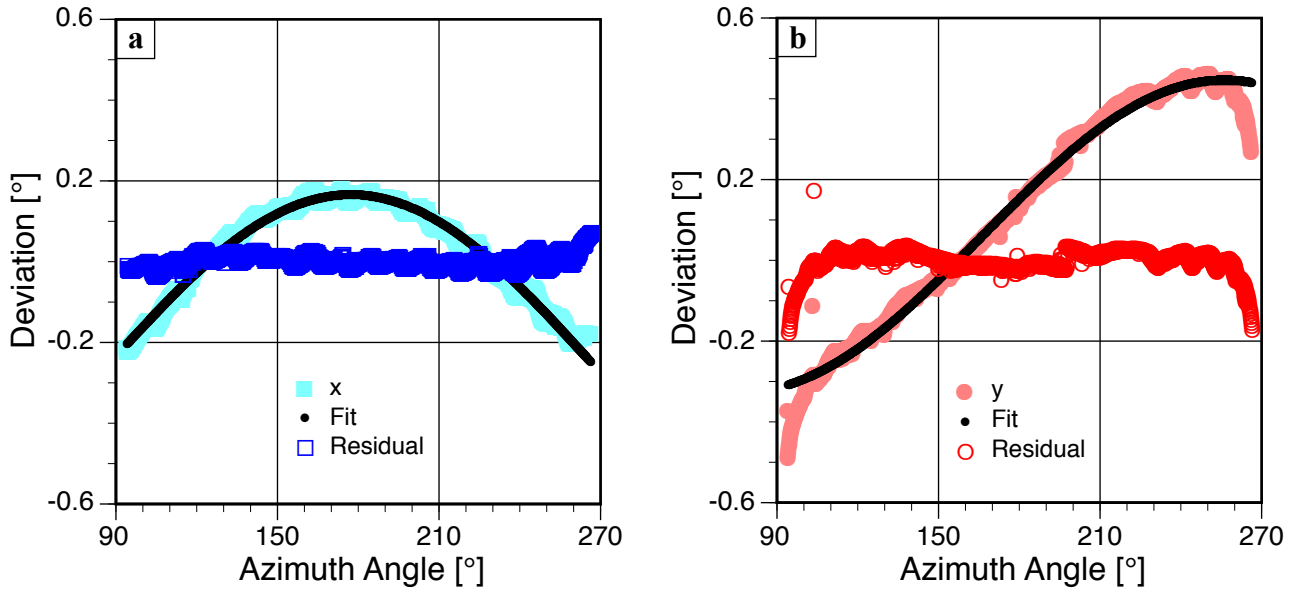 a
0.6
0.2
-0.2
-0.6
Deviation [°]
x
Fit
Residual
90
150
210
270
Azimuth Angle [°]
b
0.6
0.2
-0.2
-0.6
Deviation [°]
y
Fit
Residual
90
150
210
270
Azimuth Angle [°]